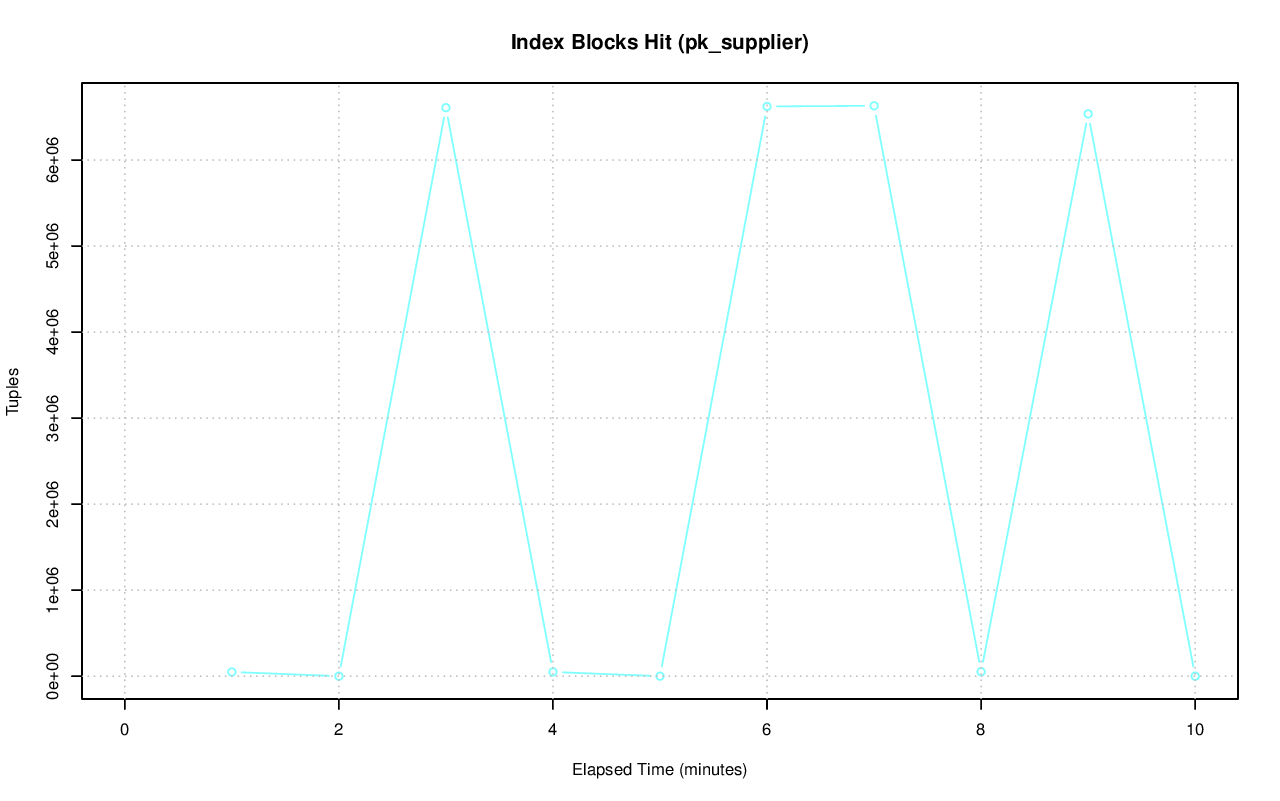 Index Blocks Hit (pk_supplier)
Tuples
6e+06
5e+06
4e+06
3e+06
2e+06
1e+06
0e+00
0 2 4 6 8 10
Elapsed Time (minutes)